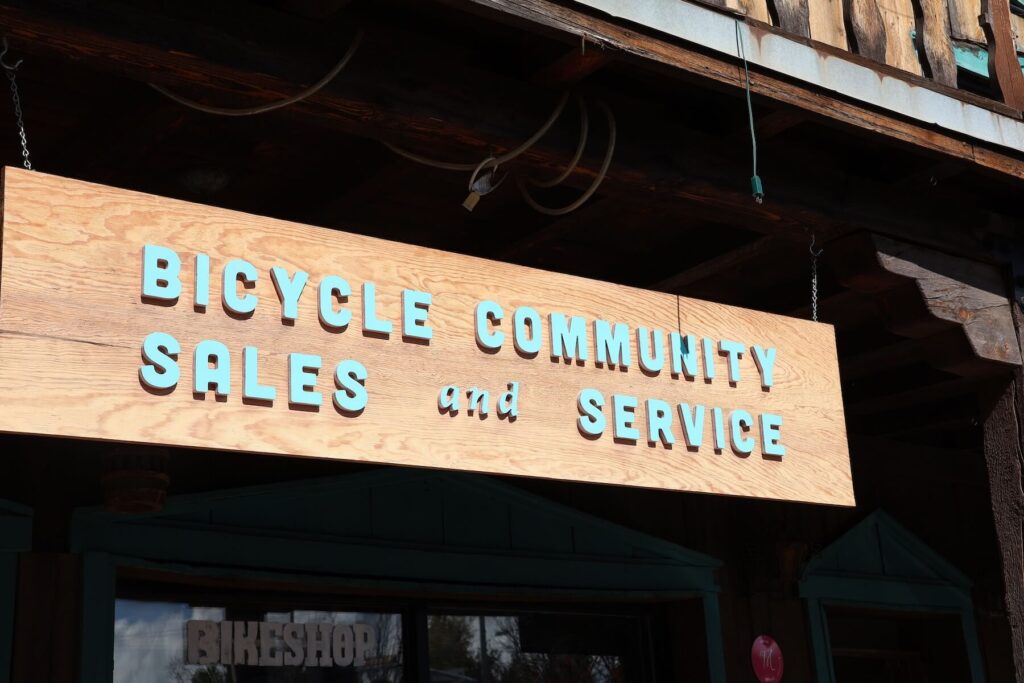 BICYCLE COMMUNITY
SALES and SERVICE
BIKESHOP
m